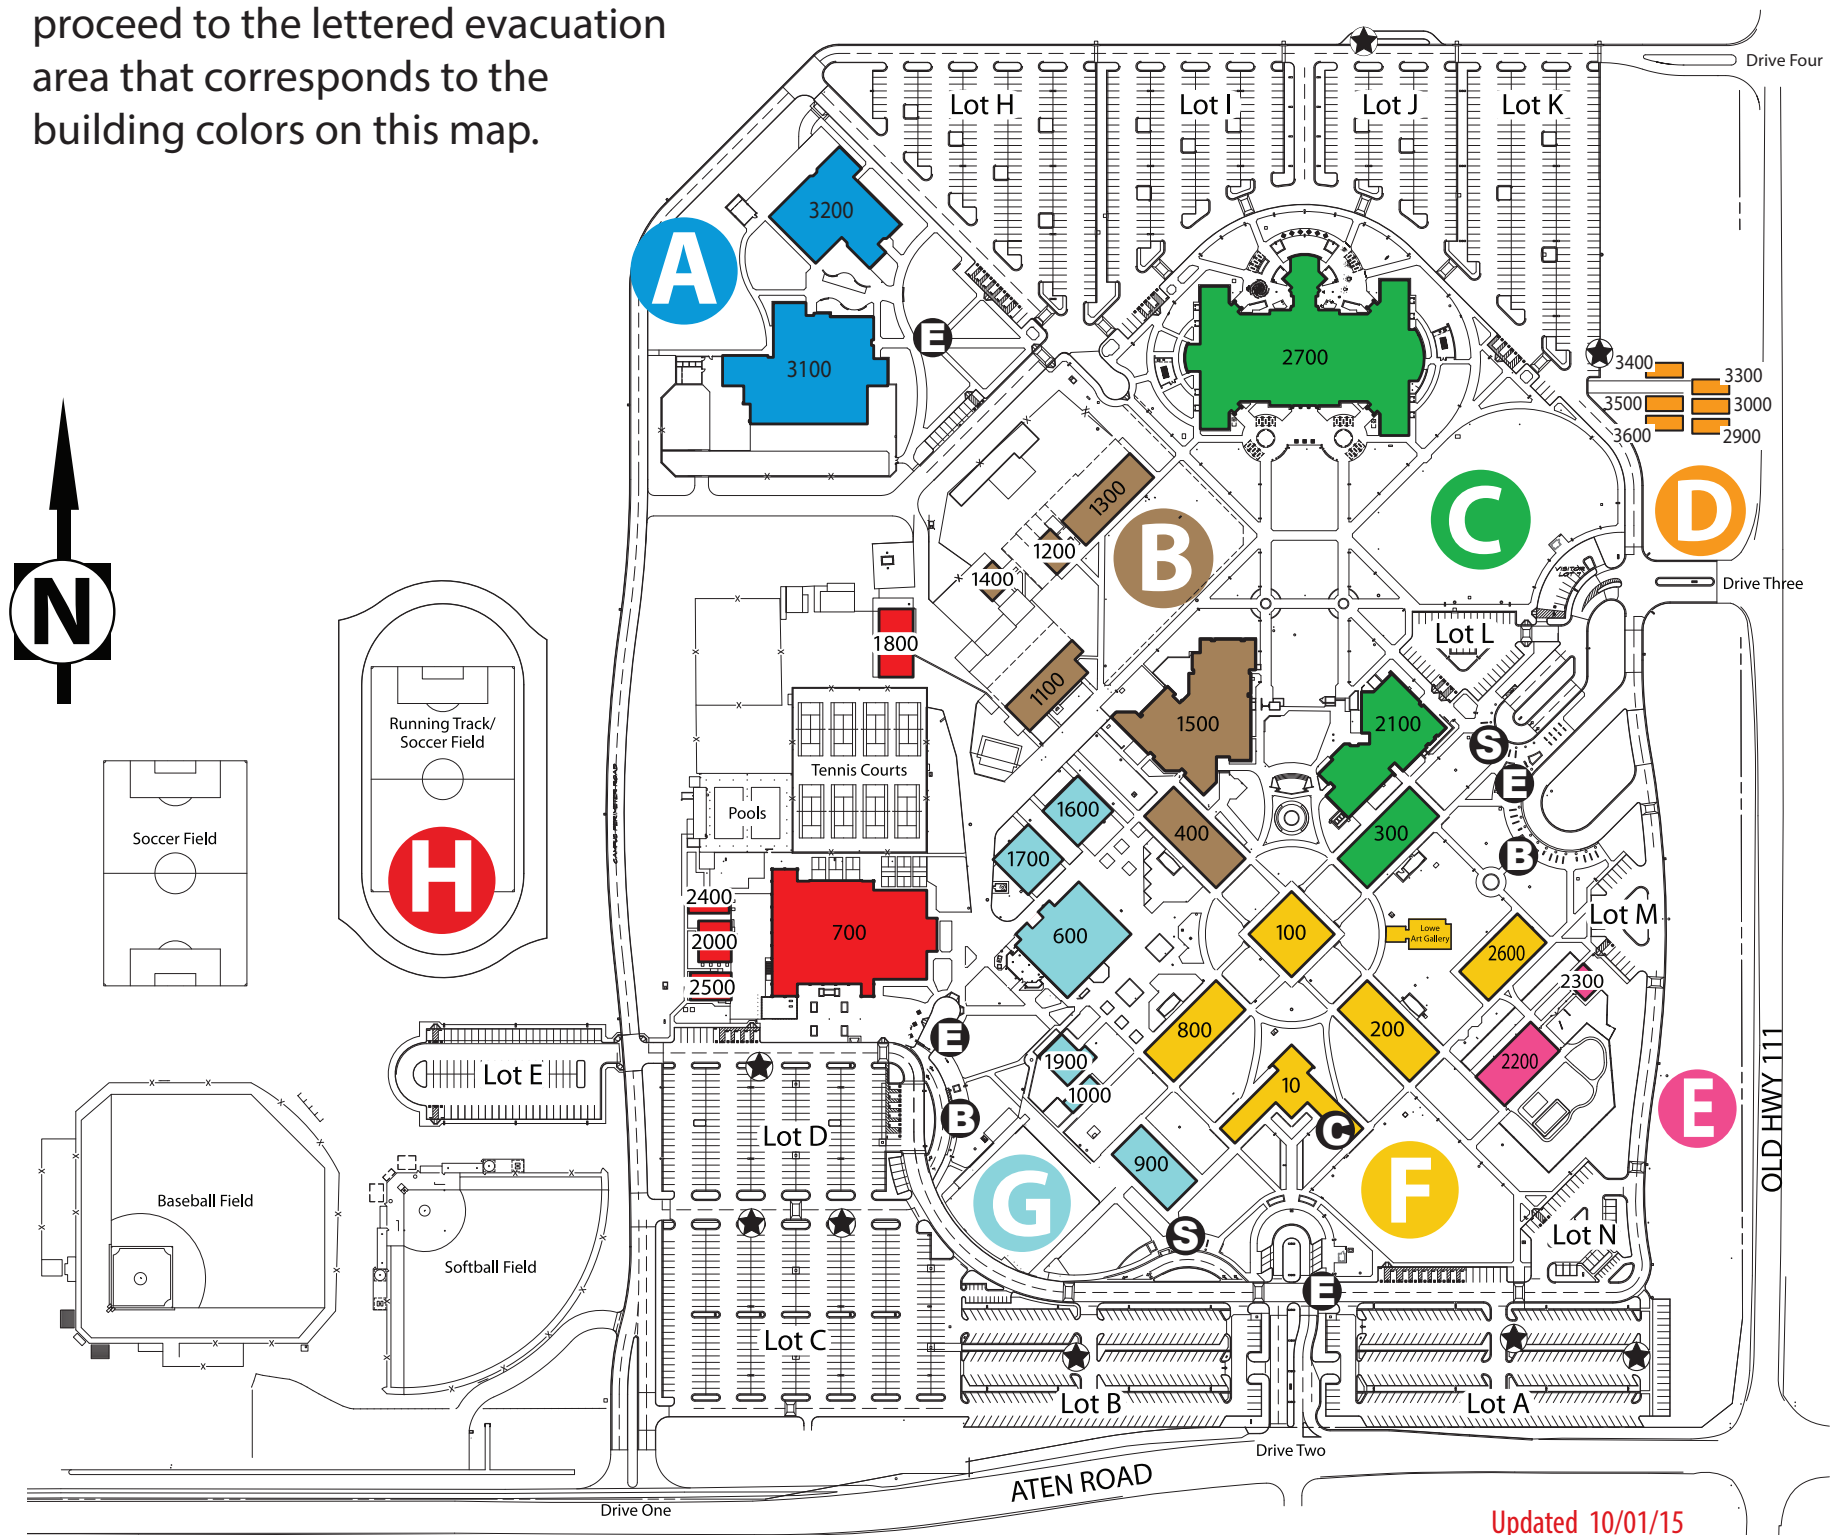 proceed to the lettered evacuation
area that corresponds to the
building colors on this map.
Drive Four
Lot H
Lot I
Lot J
Lot K
3200
A
E
3100
2700
3400
3300
3500
3000
3600
2900
1300
B
C
D
1200
1400
N
Drive Three
1800
Lot L
1100
Running Track/
Soccer Field
1500
2100
S
Tennis Courts
E
1600
Pools
Soccer Field
400
300
B
1700
H
2400
Lot M
700
2000
600
100
Lowe
Art Gallery
2600
2500
2300
800
200
E
1900
2200
Lot E
10
1000
OLD HWY 111
B
C
E
Lot D
900
Baseball Field
G
F
S
Lot N
Softball Field
E
Lot C
Lot B
Lot A
Drive Two
ATEN ROAD
Drive One
Updated 10/01/15